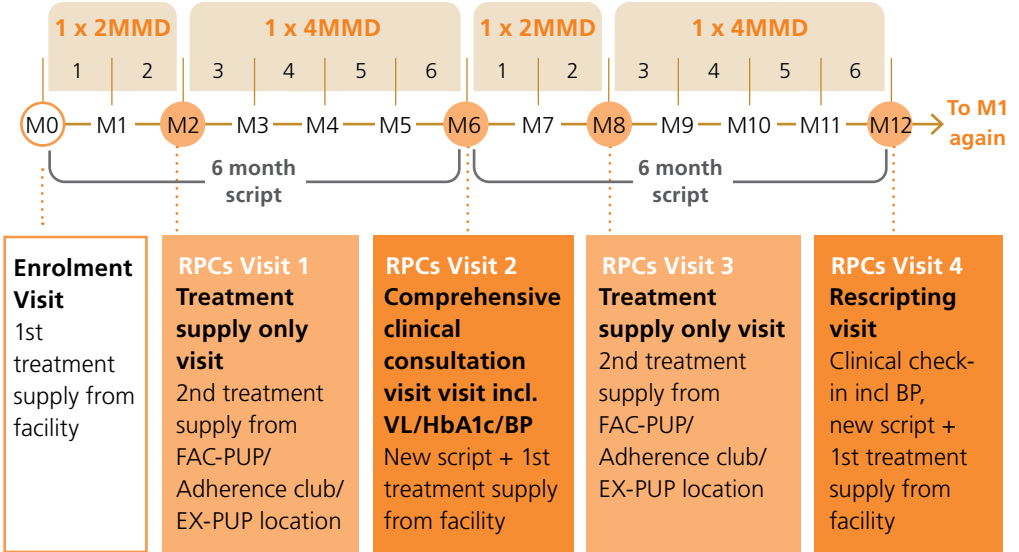 1 x 2MMD
1 x 4MMD
1 x 2MMD
1 x 4MMD
1 2 3 4 5 6 1 2 3 4 5 6
M0 M1 M2 M3 M4 M5 M6 M7 M8 M9 M10 M11 M12
To M1
again
6 month
script
6 month
script
Enrolment
Visit
1st
treatment
supply from
facility
RPCs Visit 1
Treatment
supply only
visit
2nd treatment
supply from
FAC-PUP/
Adherence club/
EX-PUP location
RPCs Visit 2
Comprehensive
clinical
consultation
visit visit incl.
VL/HbA1c/BP
New script + 1st
treatment supply
from facility
RPCs Visit 3
Treatment
supply only visit
2nd treatment
supply from
FAC-PUP/
Adherence club/
EX-PUP location
RPCs Visit 4
Rescripting
visit
Clinical check-
in incl BP,
new script +
1st treatment
supply from
facility